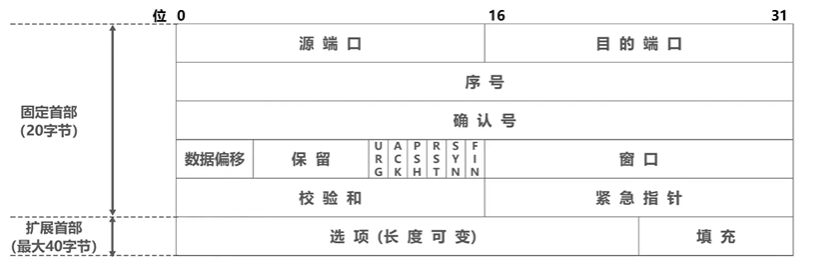 位 0 16 31
源 端 口 目 的 端 口
序 号
固定首部
(20字节)
确 认 号
数据偏移 保 留 URG ACK PSH RST SYN FIN 窗 口
校 验 和 紧 急 指 针
扩展首部
(最大40字节)
选 项 (长 度 可 变) 填 充